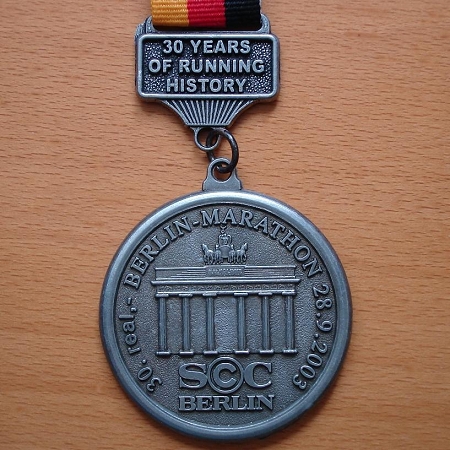 30 YEARS
OF RUNNING
HISTORY
30. real,- BERLIN-MARATHON 28.9.2003
SCC
BERLIN